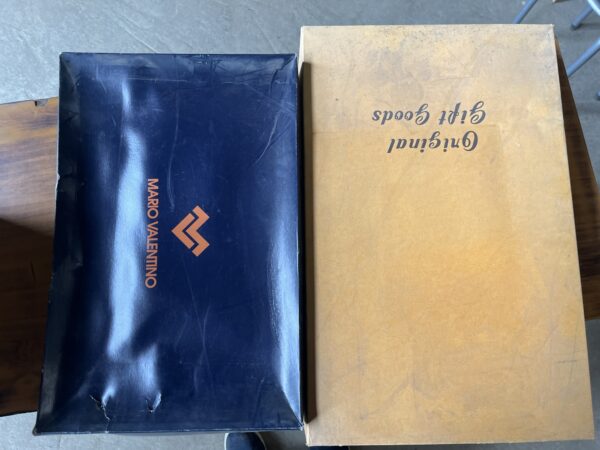 MARIO VALENTINO
Original
Gift Goods